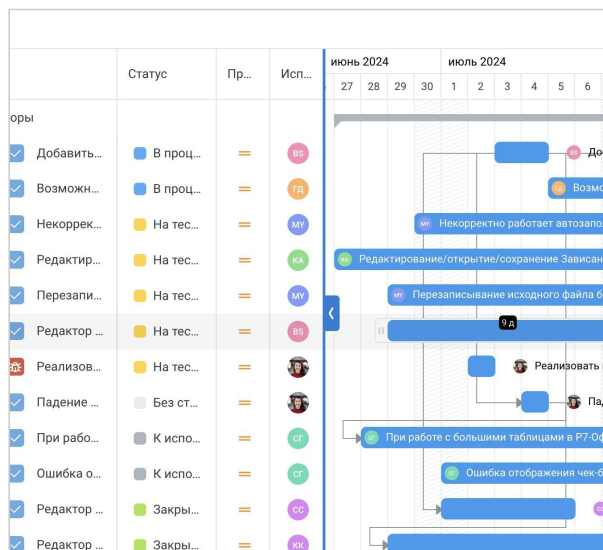 июнь 2024 июль 2024
Статус Пр... Исп...
27 28 29 30 1 2 3 4 5 6
оры
Добавить... В проц... BS BS До
Возможн... В проц... ГД ГД Возмо
Некоррек... На тес... MY MY Некорректно работает автозапо
Редактир... На тес... КА КА Редактирование/открытие/сохранение Зависан
Перезапи... На тес... MY MY Перезаписывание исходного файла б
Редактор ... На тес... BS 9 д
Реализов... На тес... Реализовать
Падение ... Без ст... Па
При рабо... К испо... СГ СГ При работе с большими таблицами в Р7-Оф
Ошибка о... К испо... СГ СГ Ошибка отображения чек-б
Редактор ... Закры... СС
Редактор ... Закры... КК